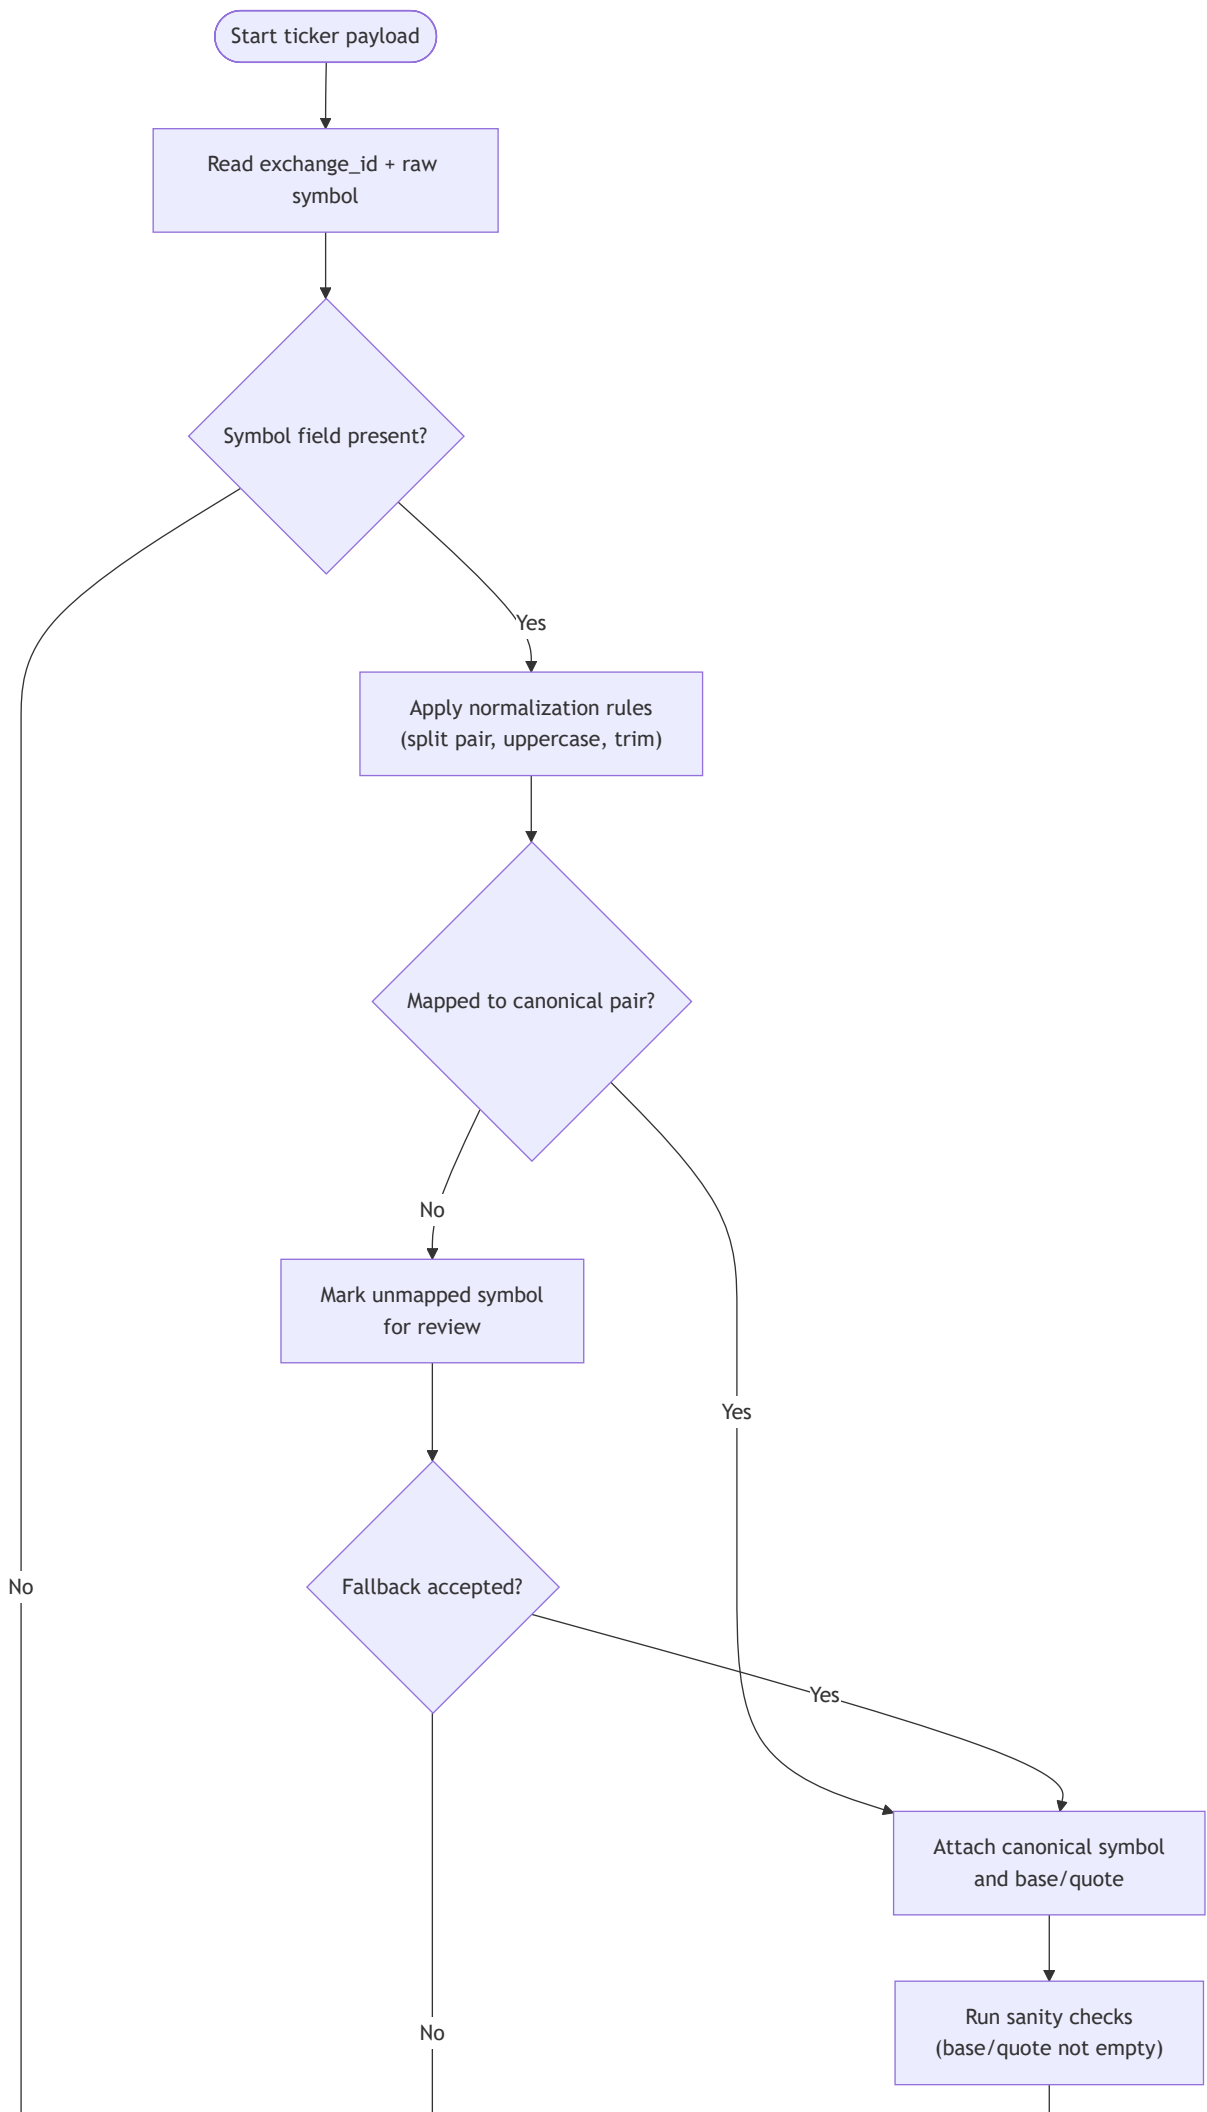 Start ticker payload
Read exchange_id + raw
symbol
Symbol field present?
Yes
Apply normalization rules
(split pair, uppercase, trim)
Mapped to canonical pair?
No
Mark unmapped symbol
for review
Yes
Fallback accepted?
No
Yes
Attach canonical symbol
and base/quote
Run sanity checks
(base/quote not empty)
No